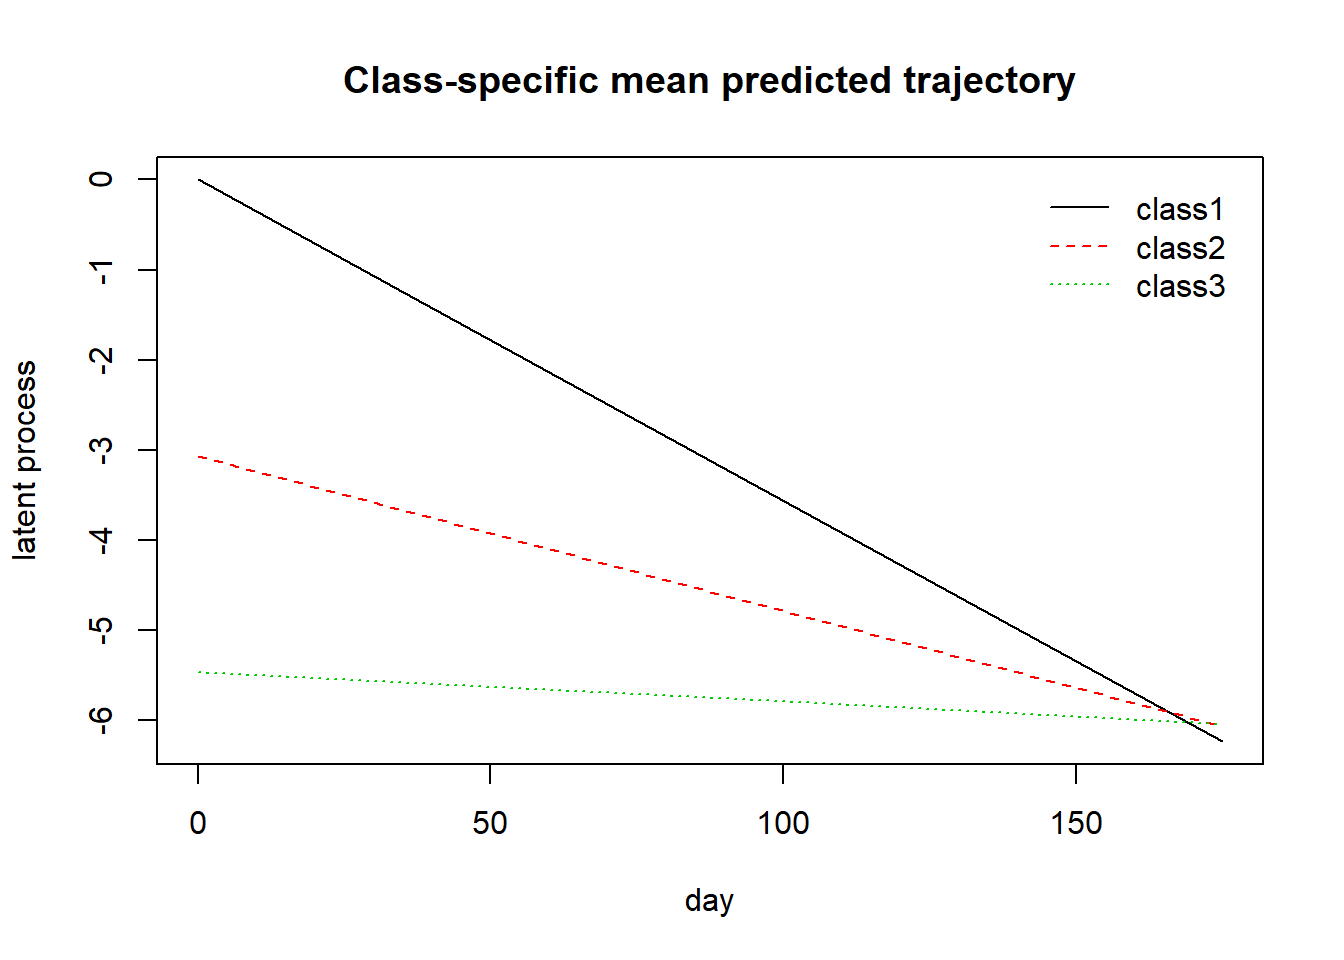 Class-specific mean predicted trajectory
latent process
0
-1
-2
-3
-4
-5
-6
class1
class2
class3
0 50 100 150
day